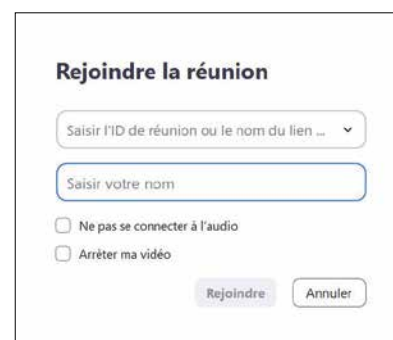 Rejoindre la réunion
Saisir l'ID de réunion ou le nom du lien ...
Saisir votre nom
Ne pas se connecter à l'audio
Arrêter ma vidéo
Rejoindre
Annuler